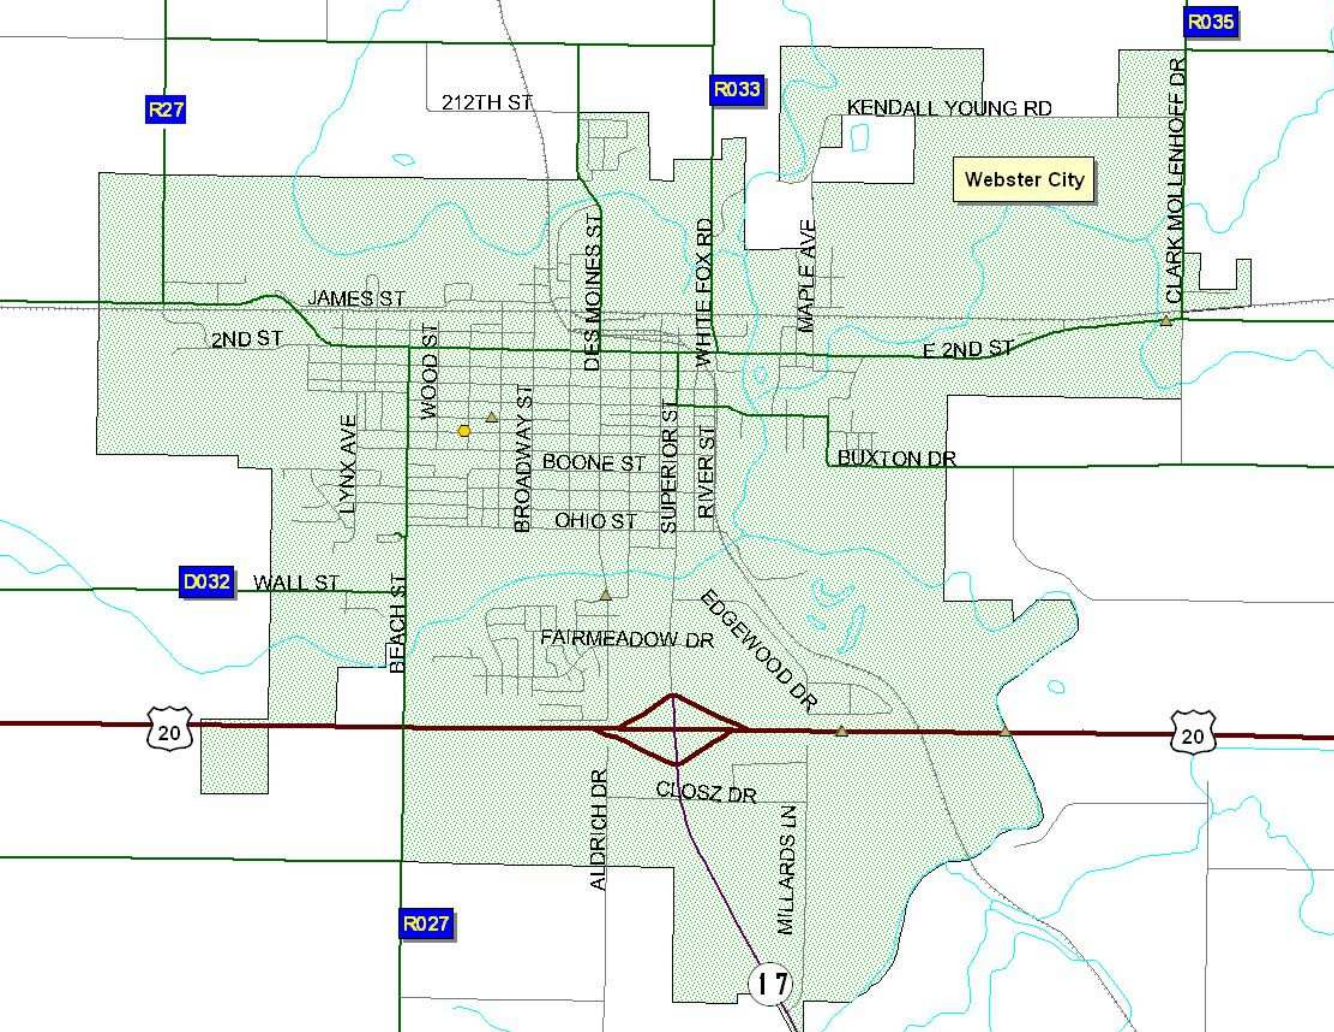 R035
R27
R033
212TH ST
KENDALL YOUNG RD
CLARK MOLLENHOFF DR
Webster City
DES MOINES ST
WHITE FOX RD
MAPLE AVE
JAMES ST
2ND ST
WOOD ST
E 2ND ST
BROADWAY ST
LYNX AVE
SUPERIOR ST
RIVER ST
BOONE ST
BUXTON DR
OHIO ST
D032
WALL ST
BEACH ST
EDGEWOOD DR
FAIRMEADOW DR
20
20
CLOSZ DR
ALDRICH DR
MILLARDS LN
R027
17